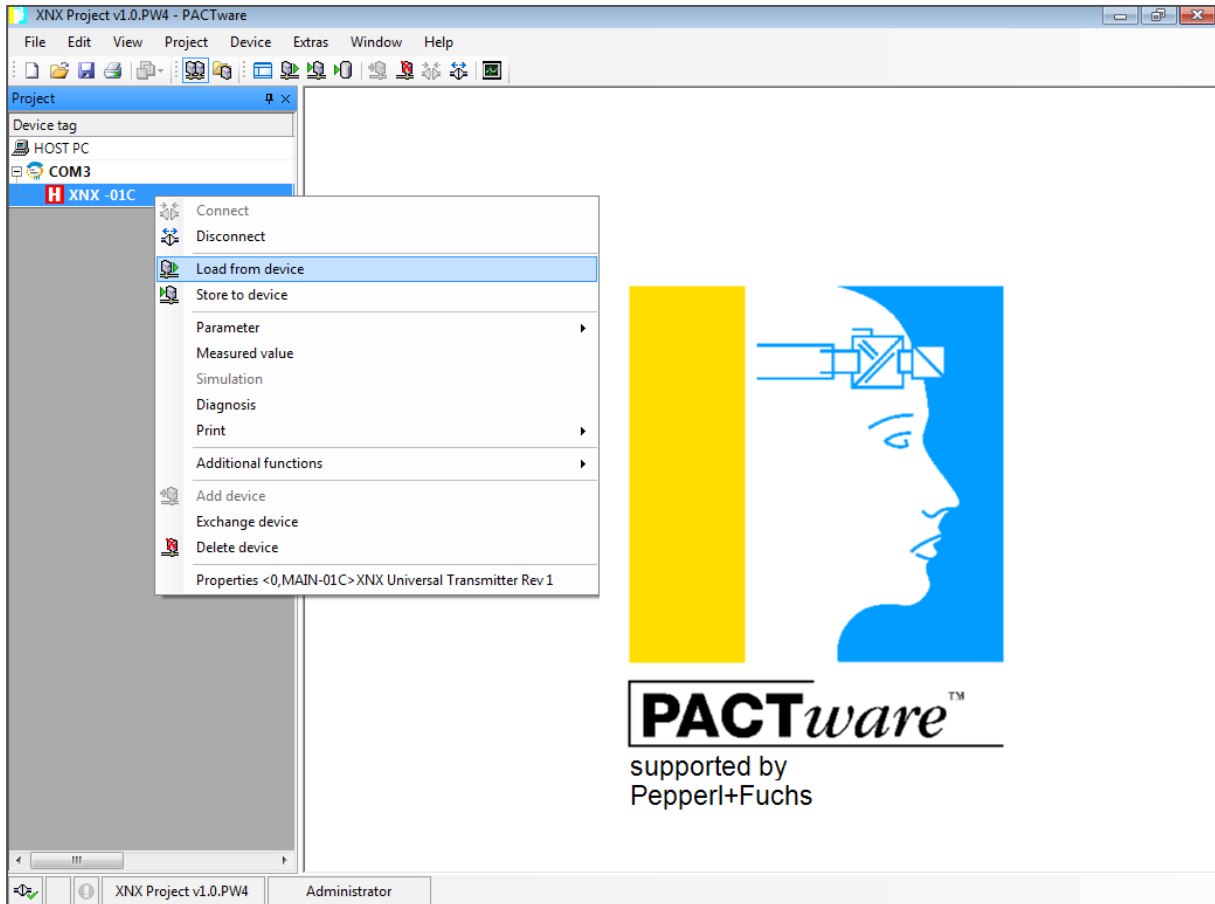 XNX Project v1.0.PW4 - PACTware
File Edit View Project Device Extras Window Help
Project
Device tag
HOST PC
COM3
H XNX -01C
Connect
Disconnect
Load from device
Store to device
Parameter
Measured value
Simulation
Diagnosis
Print
Additional functions
Add device
Exchange device
Delete device
Properties <0,MAIN-01C>XNX Universal Transmitter Rev 1
PACTware™
supported by
Pepperl+Fuchs
XNX Project v1.0.PW4 Administrator